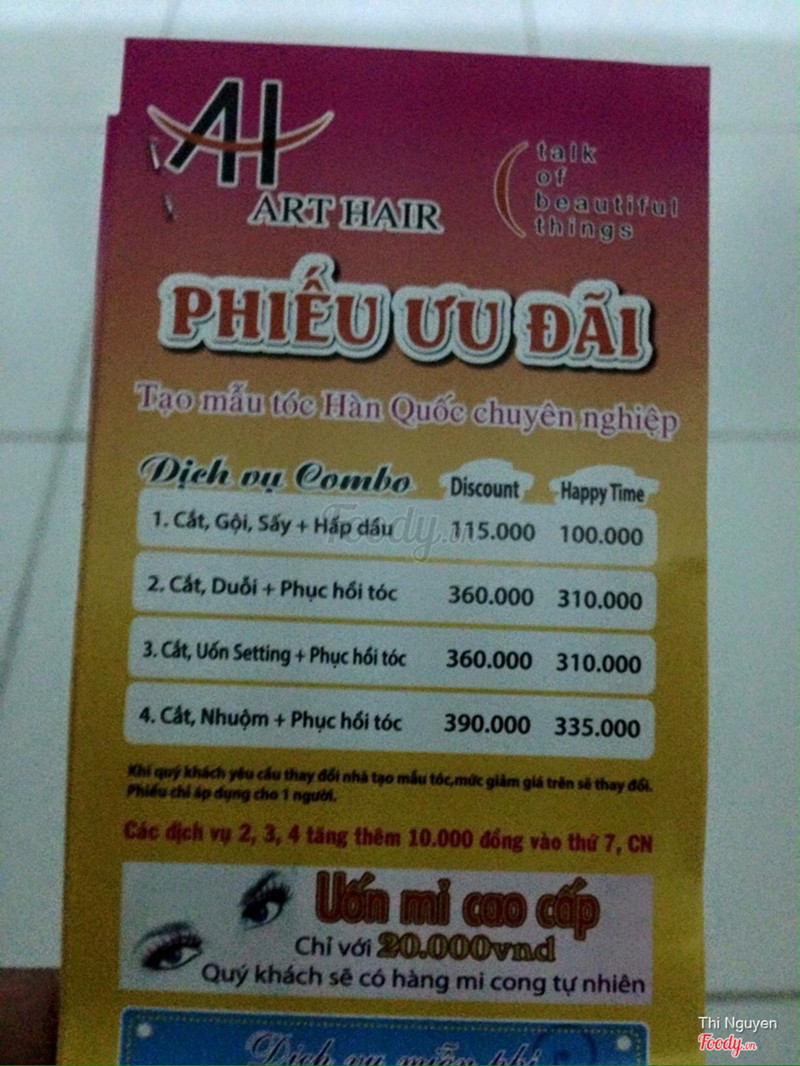 AH
ART HAIR
talk
of
beautiful
things
PHIẾU ƯU ĐÃI
Tạo mẫu tóc Hàn Quốc chuyên nghiệp
Dịch vụ Combo Discount Happy Time
1. Cắt, Gội, Sấy + Hấp dầu 115.000 100.000
2. Cắt, Duỗi + Phục hồi tóc 360.000 310.000
3. Cắt, Uốn Setting + Phục hồi tóc 360.000 310.000
4. Cắt, Nhuộm + Phục hồi tóc 390.000 335.000
Khi quý khách yêu cầu thay đổi nhà tạo mẫu tóc,mức giảm giá trên sẽ thay đổi.
Phiếu chỉ áp dụng cho 1 người.
Các dịch vụ 2, 3, 4 tăng thêm 10.000 đồng vào thứ 7, CN
Uốn mi cao cấp
Chỉ với 20.000vnd
Quý khách sẽ có hàng mi cong tự nhiên
Dịch vụ miễn phí
Foody.vn
Thi Nguyen
Foody.vn